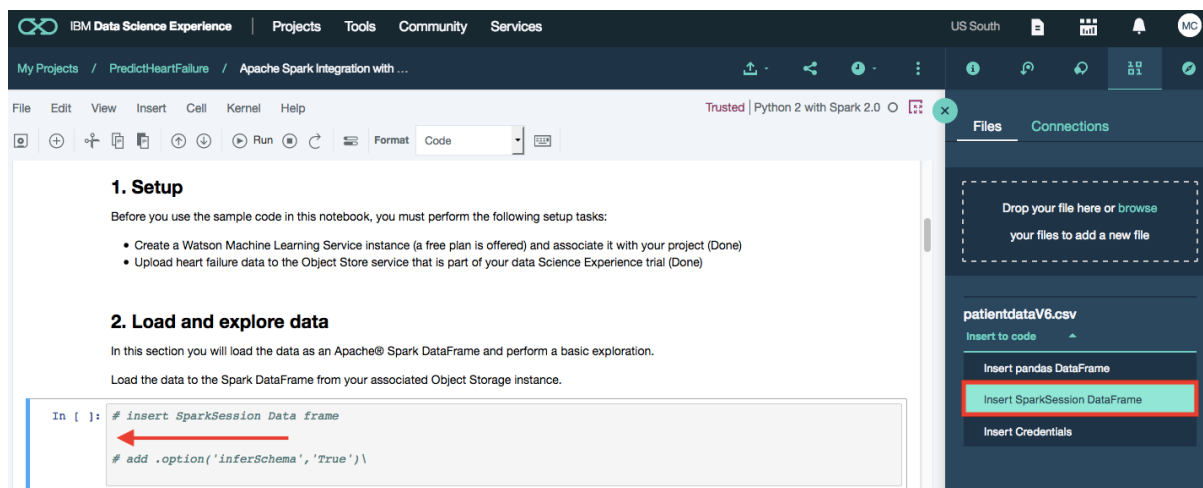 IBM Data Science Experience
Projects
Tools
Community
Services
US South
MC
My Projects / PredictHeartFailure / Apache Spark Integration with ...
File Edit View Insert Cell Kernel Help
Trusted | Python 2 with Spark 2.0
Run
Format
Code
Files
Connections
Drop your file here or browse
your files to add a new file
patientdataV6.csv
Insert to code
Insert pandas DataFrame
Insert SparkSession DataFrame
Insert Credentials
1. Setup
Before you use the sample code in this notebook, you must perform the following setup tasks:
• Create a Watson Machine Learning Service instance (a free plan is offered) and associate it with your project (Done)
• Upload heart failure data to the Object Store service that is part of your data Science Experience trial (Done)
2. Load and explore data
In this section you will load the data as an Apache® Spark DataFrame and perform a basic exploration.
Load the data to the Spark DataFrame from your associated Object Storage instance.
In [ ]: # insert SparkSession Data frame
# add .option('inferSchema','True')\